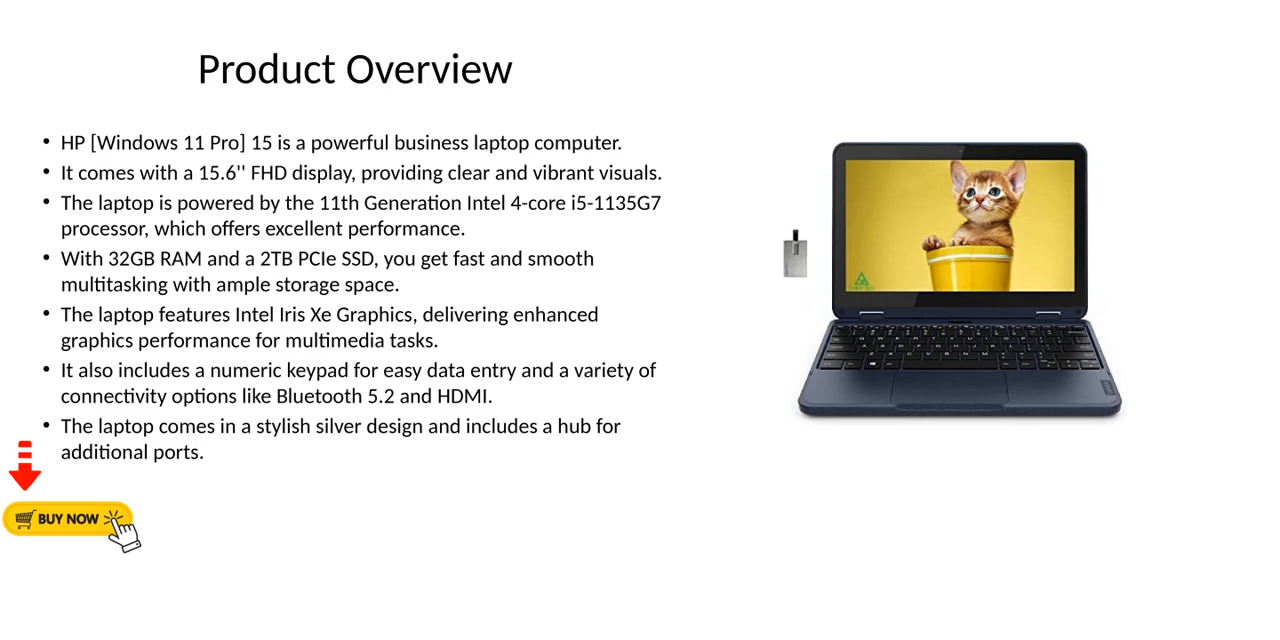 Product Overview
• HP [Windows 11 Pro] 15 is a powerful business laptop computer.
• It comes with a 15.6'' FHD display, providing clear and vibrant visuals.
• The laptop is powered by the 11th Generation Intel 4-core i5-1135G7
processor, which offers excellent performance.
• With 32GB RAM and a 2TB PCIe SSD, you get fast and smooth
multitasking with ample storage space.
• The laptop features Intel Iris Xe Graphics, delivering enhanced
graphics performance for multimedia tasks.
• It also includes a numeric keypad for easy data entry and a variety of
connectivity options like Bluetooth 5.2 and HDMI.
• The laptop comes in a stylish silver design and includes a hub for
additional ports.
BUY NOW